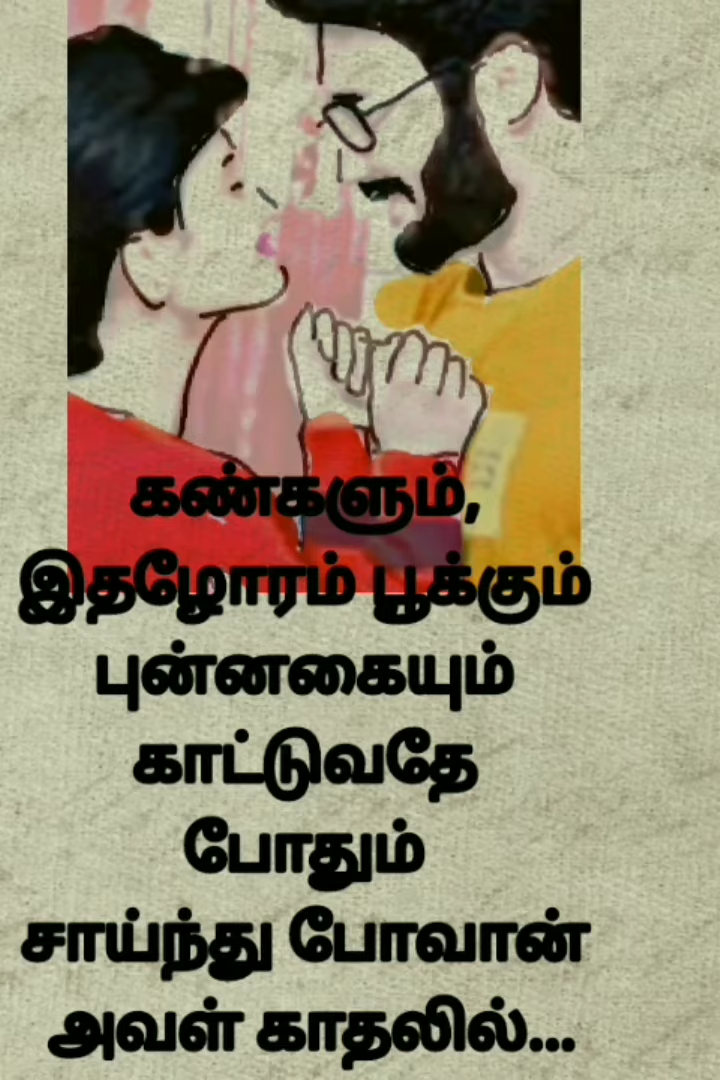 கண்களும்,
இதழோரம் பூக்கும்
புன்னகையும்
காட்டுவதே
போதும்
சாய்ந்து போவான்
அவள் காதலில்...